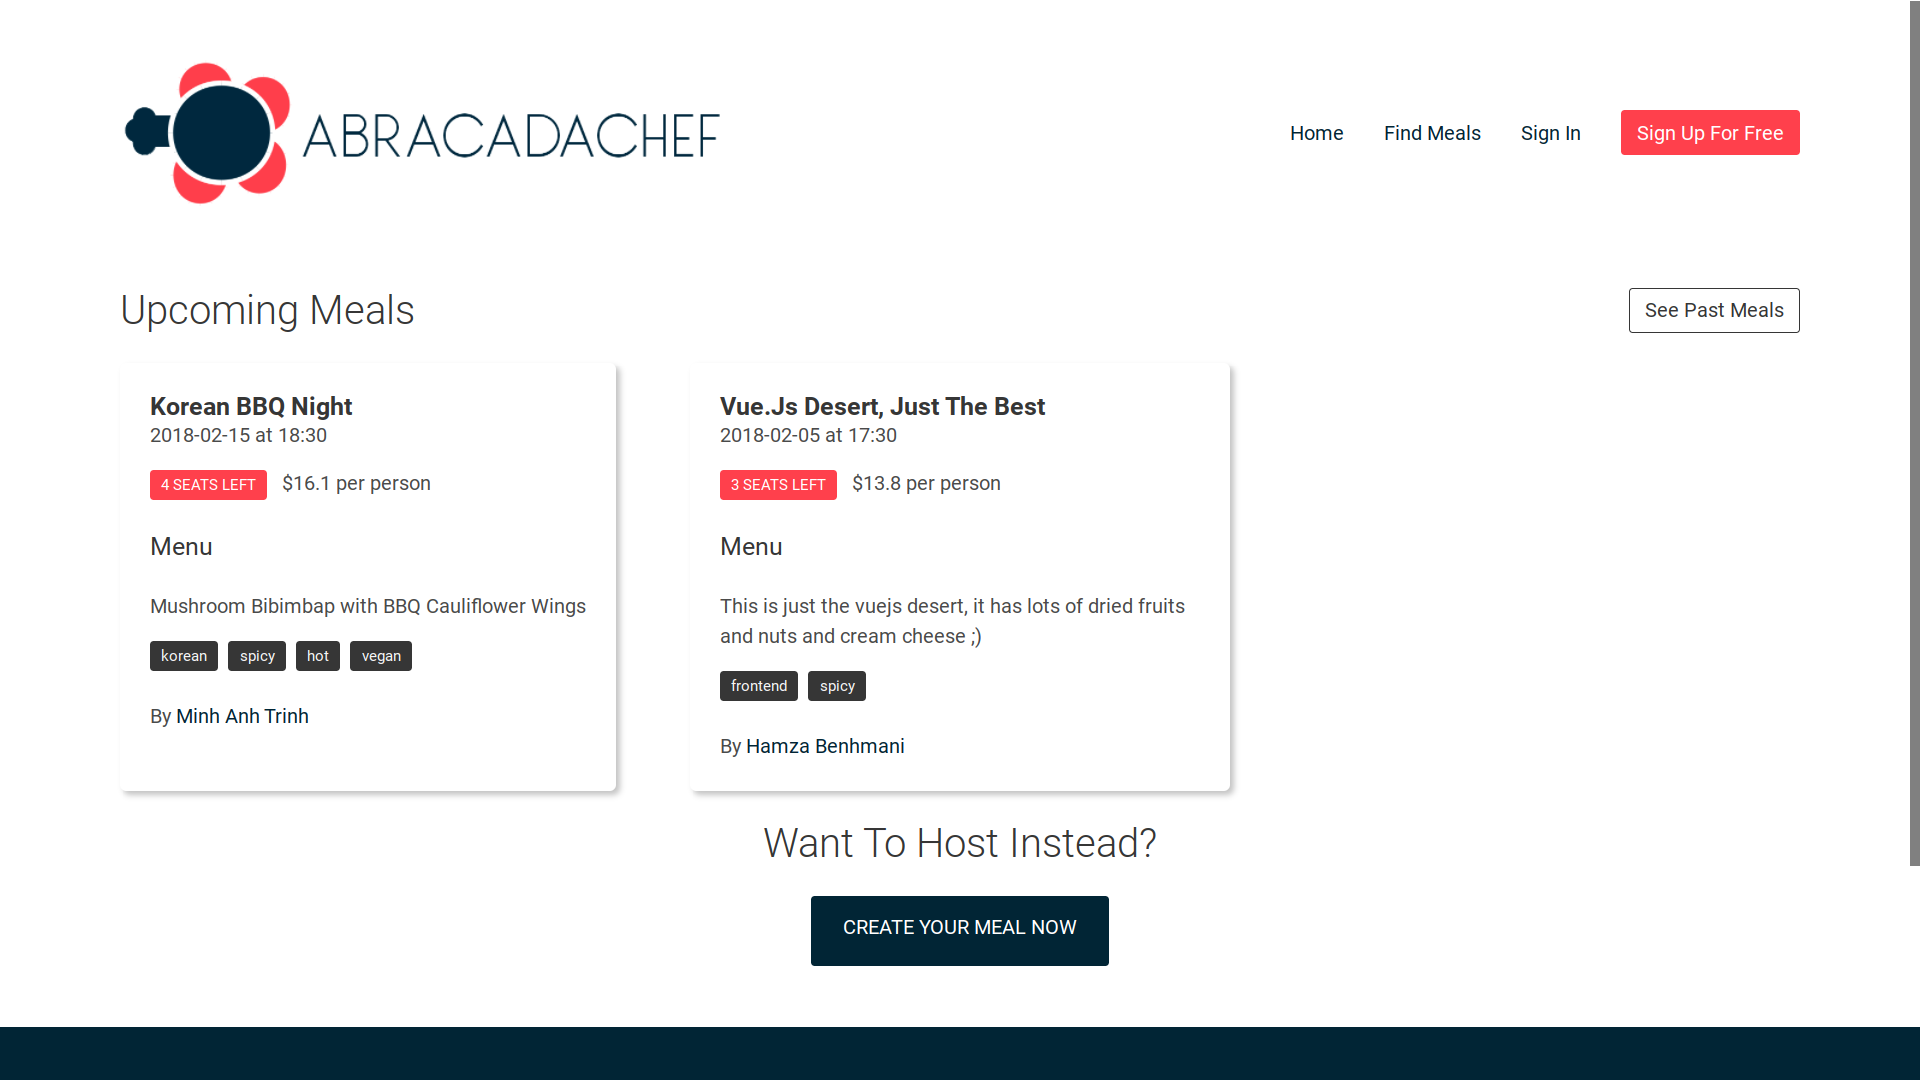 ABRACADACHEF
Home
Find Meals
Sign In
Sign Up For Free
Upcoming Meals
See Past Meals
Korean BBQ Night
2018-02-15 at 18:30
4 SEATS LEFT
$16.1 per person
Menu
Mushroom Bibimbap with BBQ Cauliflower Wings
korean
spicy
hot
vegan
By Minh Anh Trinh
Vue.Js Desert, Just The Best
2018-02-05 at 17:30
3 SEATS LEFT
$13.8 per person
Menu
This is just the vuejs desert, it has lots of dried fruits
and nuts and cream cheese ;)
frontend
spicy
By Hamza Benhmani
Want To Host Instead?
CREATE YOUR MEAL NOW